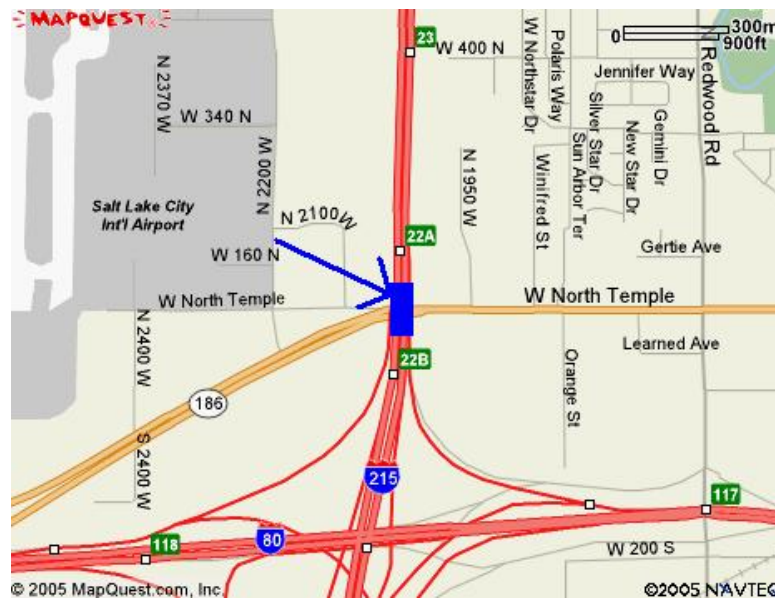 MAPQUEST
23
W 400 N
0 300m
900ft
N 2370 W
W Northstar Dr
Polaris Way
Jennifer Way
N Redwood Rd
W 340 N
N 2200 W
Silver Star Dr
Sun Arbor Ter
New Star Dr
Gemini Dr
N 1950 W
Winifred St
Salt Lake City
Int'l Airport
N 2100 W
22A
W 160 N
Gertie Ave
W North Temple
W North Temple
N 2400 W
22B
Learned Ave
Orange St
186
S 2400 W
215
117
118
80
W 200 S
© 2005 MapQuest.com, Inc.
©2005 NAVTEQ